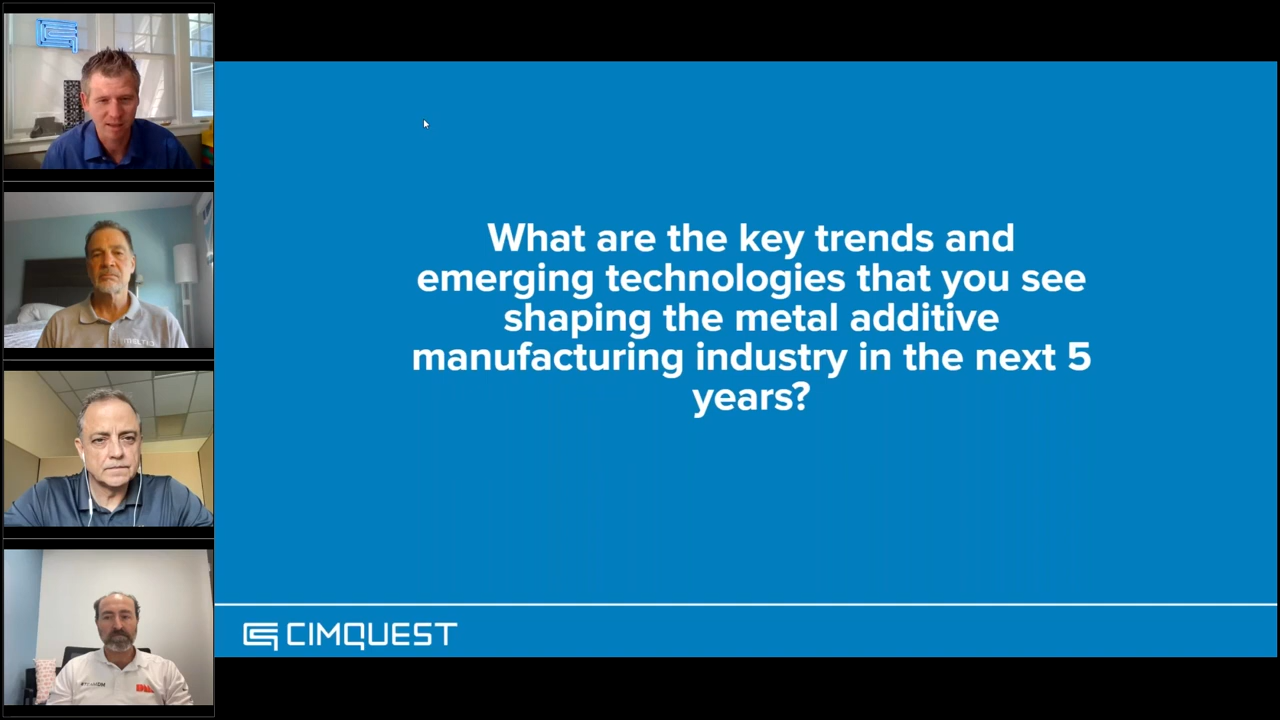 What are the key trends and
emerging technologies that you see
shaping the metal additive
manufacturing industry in the next 5
years?
CIMQUEST